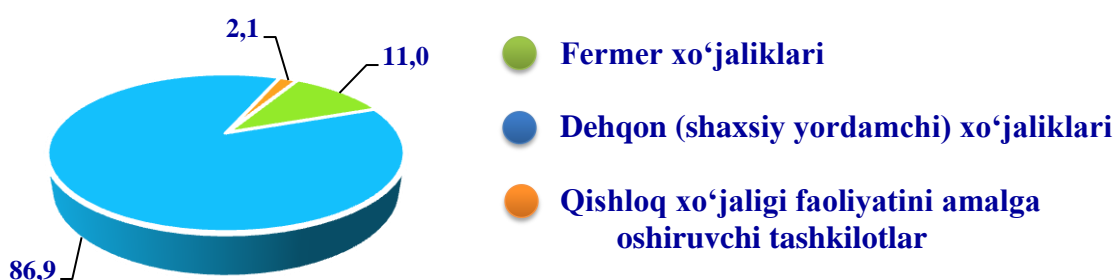 2,1
11,0
86,9
Fermer xo‘jaliklari
Dehqon (shaxsiy yordamchi) xo‘jaliklari
Qishloq xo‘jaligi faoliyatini amalga
oshiruvchi tashkilotlar